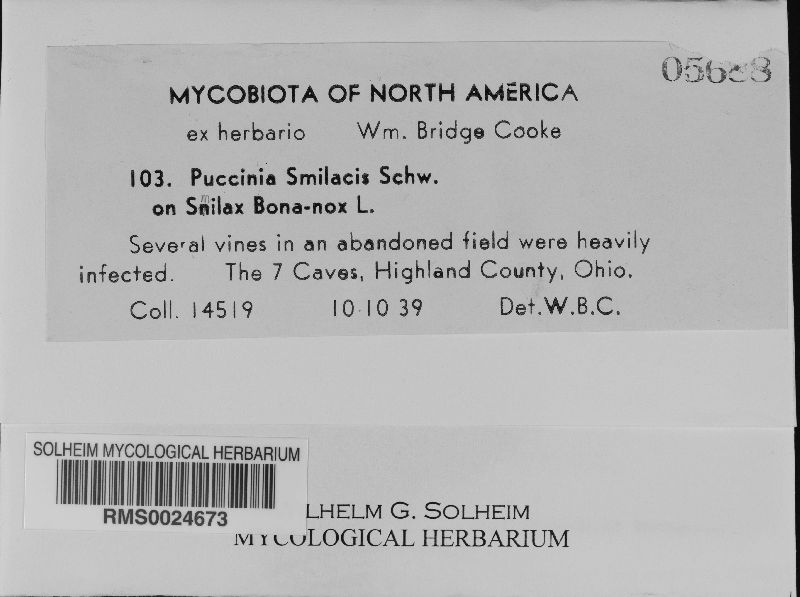 05688
MYCOBIOTA OF NORTH AMERICA
ex herbario Wm. Bridge Cooke
103. Puccinia Smilacis Schw.
on Smilax Bona-nox L.
Several vines in an abandoned field were heavily
infected. The 7 Caves, Highland County, Ohio.
Coll. 14519 10 10 39 Det. W.B.C.
SOLHEIM MYCOLOGICAL HERBARIUM
RMS0024673
LHELM G. SOLHEIM
MYCOLOGICAL HERBARIUM